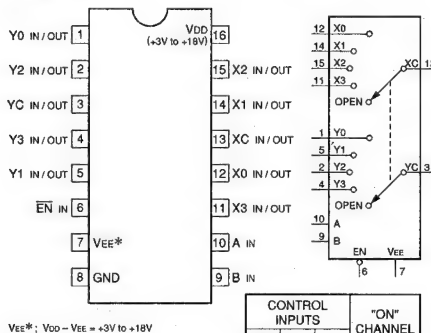 Y0 IN/OUT 1
Y2 IN/OUT 2
YC IN/OUT 3
Y3 IN/OUT 4
Y1 IN/OUT 5
EN IN 6
7 VEE*
8 GND
VDD 16
(+3V to +18V)
15 X2 IN/OUT
14 X1 IN/OUT
13 XC IN/OUT
12 X0 IN/OUT
11 X3 IN/OUT
10 A IN
9 B IN
12 X0
14 X1
15 X2
11 X3
XC
OPEN
1 Y0
5 Y1
2 Y2
4 Y3
YC 3
OPEN
10 A
9 B
EN VEE
6 7
VEE*; VDD – VEE = +3V to +18V
CONTROL
INPUTS
"ON"
CHANNEL